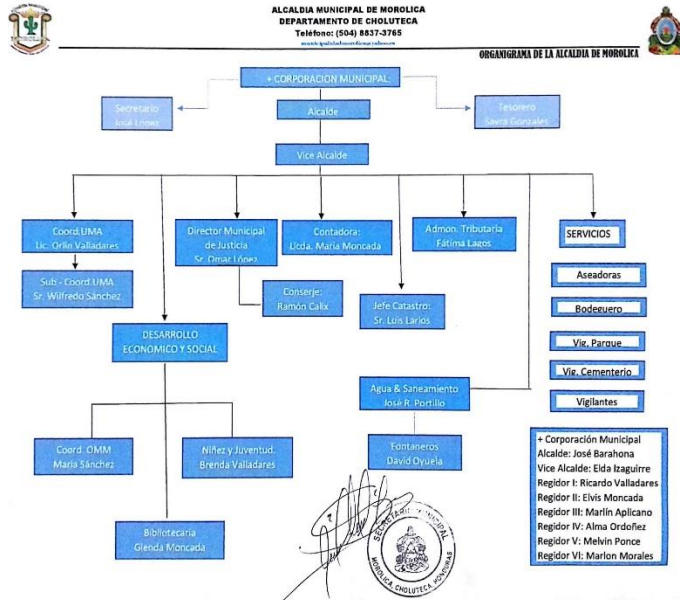 ALCALDIA MUNICIPAL DE MOROLICA
DEPARTAMENTO DE CHOLUTECA
Teléfono: (504) 8837-3765
ORGANIGRAMA DE LA ALCALDIA DE MOROLICA
+ CORPORACION MUNICIPAL:
Secretario
José López
Tesorero
Sayra Gonzales
Alcalde
Vice Alcalde
Coord.UMA
Lic. Orlin Valladares
Director Municipal
de Justicia
Sr. Omar López
Contadora:
Licda. Maria Moncada
Admon. Tributaria
Fátima Lagos
SERVICIOS
Sub - Coord.UMA
Sr. Wilfredo Sánchez
Conserje:
Ramón Calix
Jefe Catastro:
Sr. Luis Larios
Aseadoras
Bodeguero
Vig. Parque
Vig. Cementerio
Vigilantes
DESARROLLO
ECONOMICO Y SOCIAL
Agua & Saneamiento
José R. Portillo
Coord. OMM
Maria Sánchez
Niñez y Juventud.
Brenda Valladares
Fontaneros
David Oyuela
Bibliotecaria
Glenda Moncada
+ Corporación Municipal
Alcalde: José Barahona
Vice Alcalde: Elda Izaguirre
Regidor I: Ricardo Valladares
Regidor II: Elvis Moncada
Regidor III: Marlín Aplicano
Regidor IV: Alma Ordoñez
Regidor V: Melvin Ponce
Regidor VI: Marlon Morales
SECRETARIA MUNICIPAL
MOROLICA, CHOLUTECA, HONDURAS